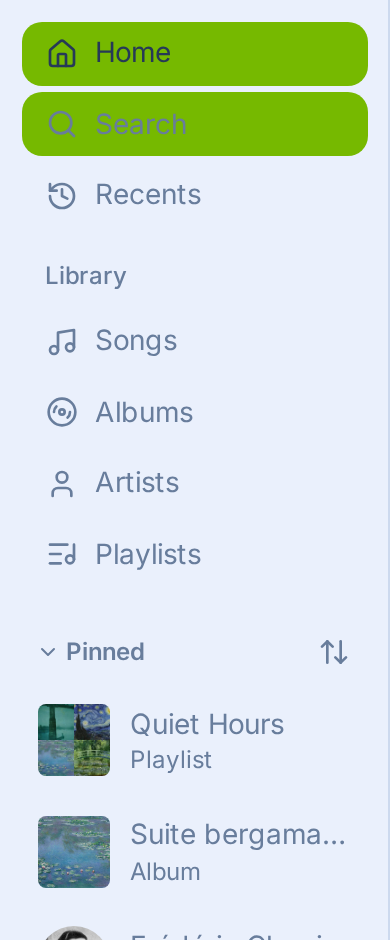 Home
Search
Recents
Library
Songs
Albums
Artists
Playlists
Pinned
Quiet Hours
Playlist
Suite bergama...
Album